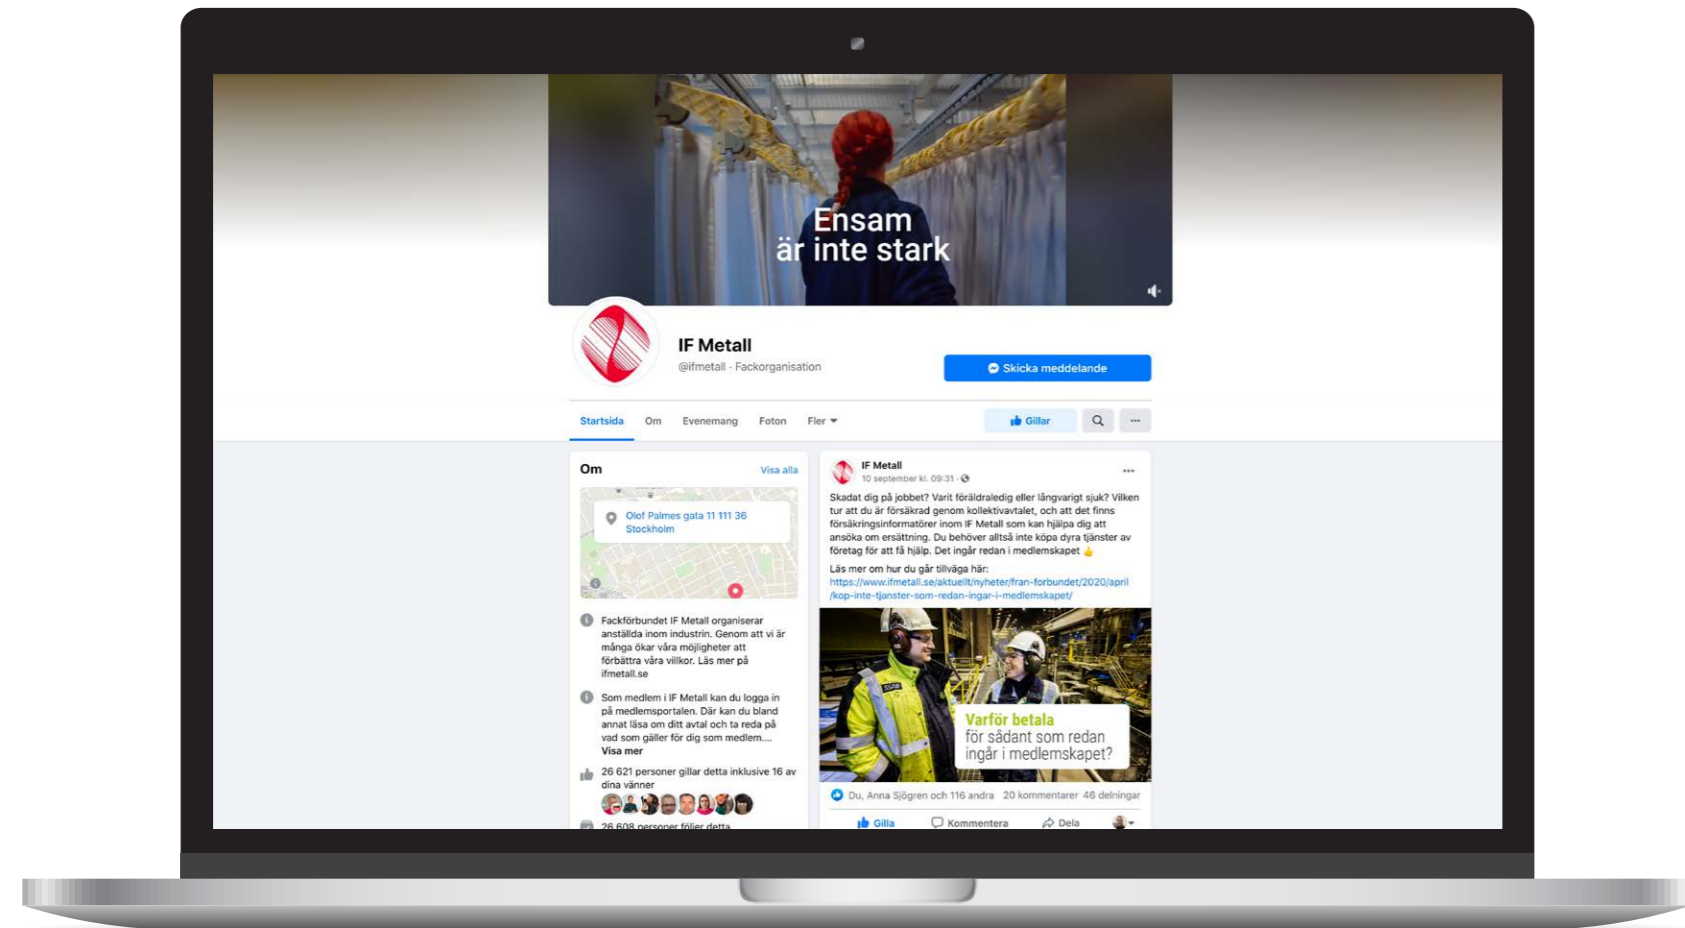 Ensam
är inte stark
IF Metall
@ifmetall - Fackorganisation
Skicka meddelande
Startsida Om Evenemang Foton Fler
Gillar
Om Visa alla
Olof Palmes gata 11 111 36
Stockholm
Fackförbundet IF Metall organiserar
anställda inom industrin. Genom att vi är
många ökar våra möjligheter att
förbättra våra villkor. Läs mer på
ifmetall.se
Som medlem i IF Metall kan du logga in
på medlemsportalen. Där kan du bland
annat läsa om ditt avtal och ta reda på
vad som gäller för dig som medlem....
Visa mer
26 621 personer gillar detta inklusive 16 av
dina vänner
26 608 personer följer detta
IF Metall
10 september kl. 09:31 ·
Skadat dig på jobbet? Varit föräldraledig eller långvarigt sjuk? Vilken
tur att du är försäkrad genom kollektivavtalet, och att det finns
försäkringsinformatörer inom IF Metall som kan hjälpa dig att
ansöka om ersättning. Du behöver alltså inte köpa dyra tjänster av
företag för att få hjälp. Det ingår redan i medlemskapet 👍
Läs mer om hur du går tillväga här:
https://www.ifmetall.se/aktuellt/nyheter/fran-forbundet/2020/april
/kop-inte-tjanster-som-redan-ingar-i-medlemskapet/
SSAB
Varför betala
för sådant som redan
ingår i medlemskapet?
Du, Anna Sjögren och 116 andra 20 kommentarer 46 delningar
Gilla Kommentera Dela